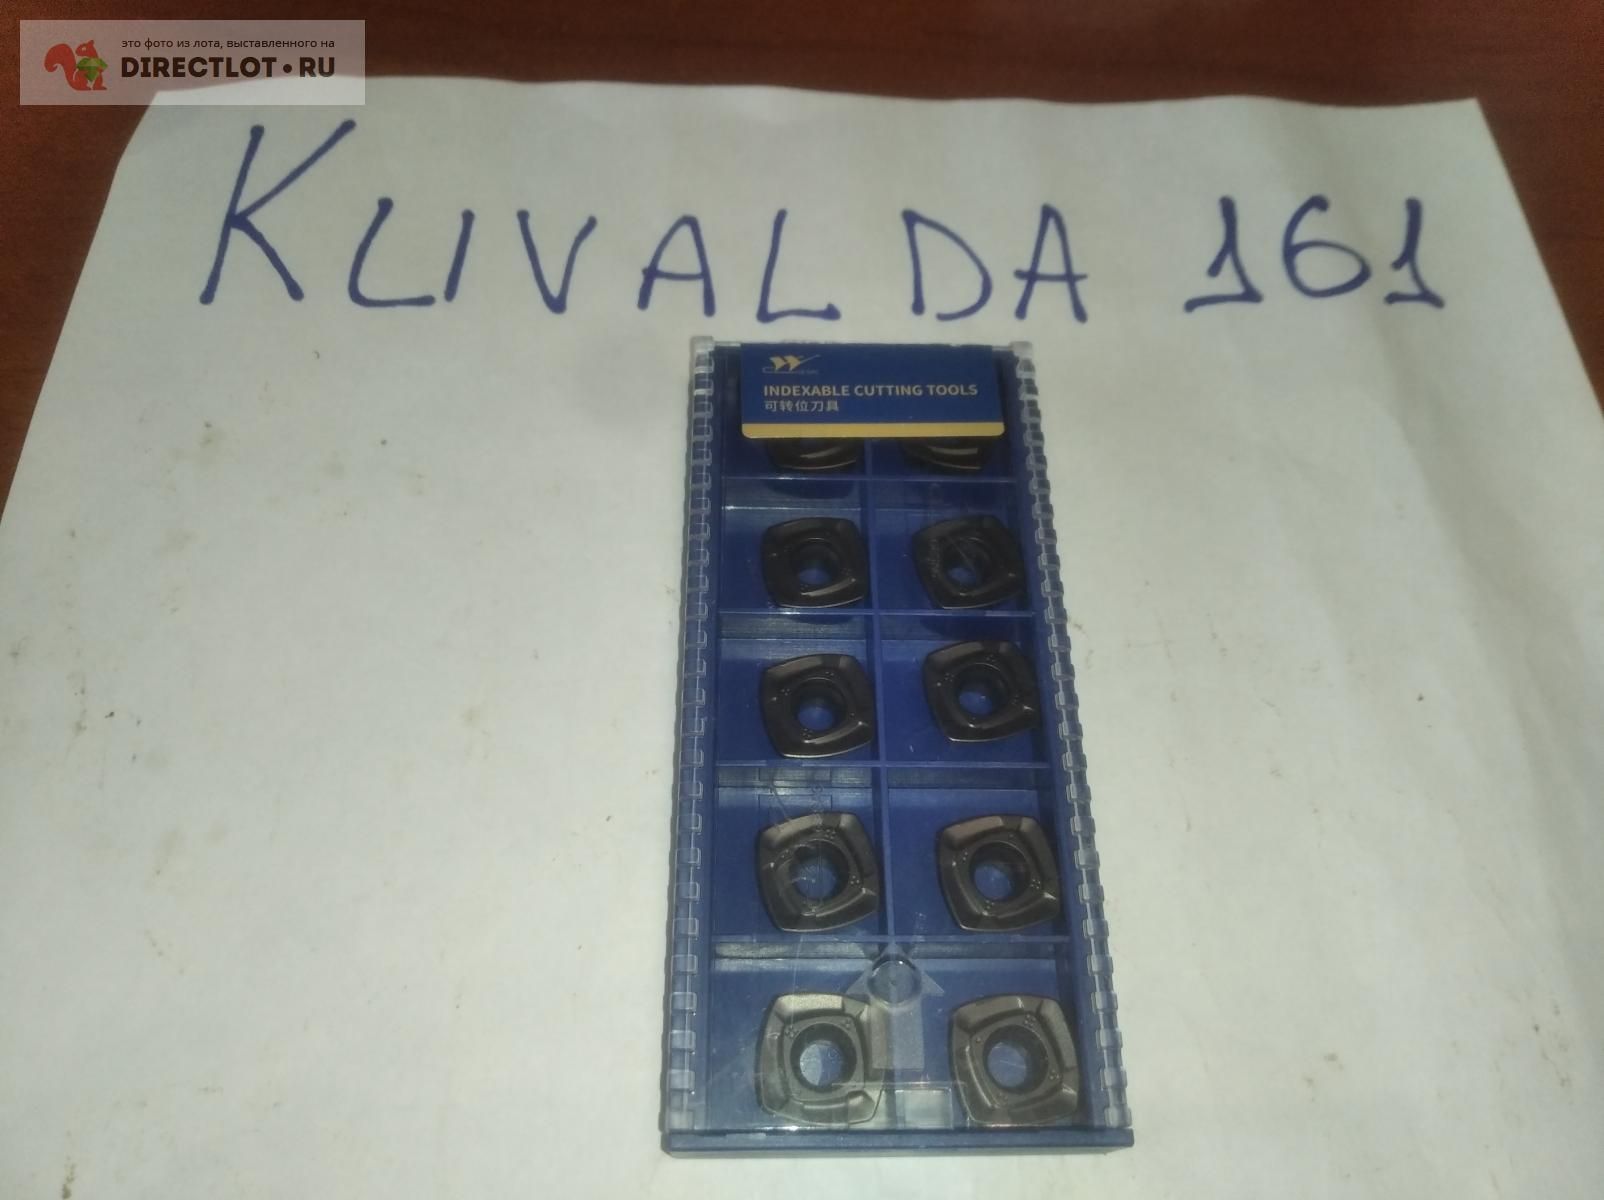 это фото из лота, выставленного на
DIRECTLOT•RU
KLIVALDA 161
INDEXABLE CUTTING TOOLS
可转位刀具